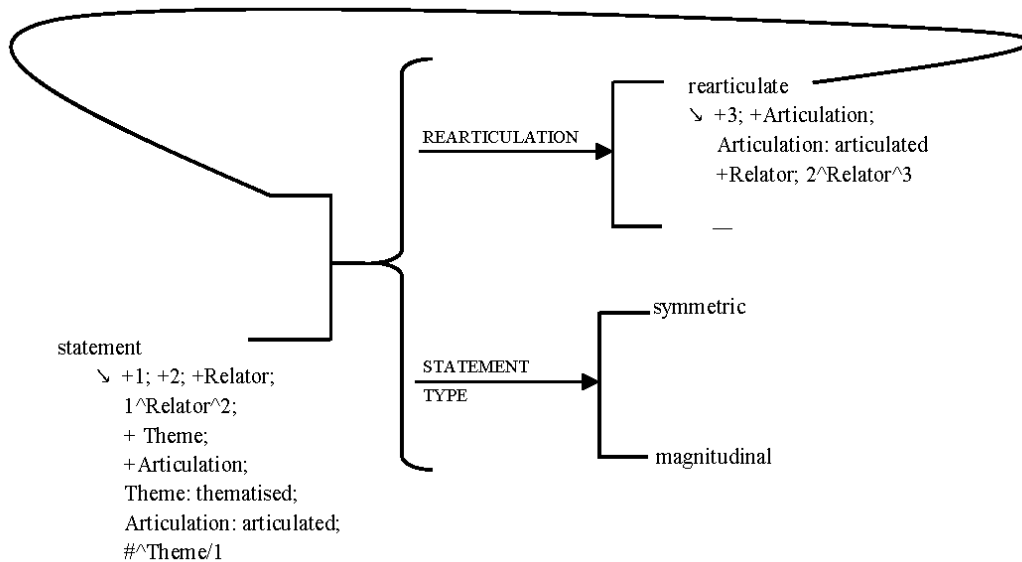 rearticulate
↘ +3; +Articulation;
Articulation: articulated
+Relator; 2^Relator^3
REARTICULATION
—
symmetric
statement
↘ +1; +2; +Relator;
1^Relator^2;
+ Theme;
+Articulation;
Theme: thematised;
Articulation: articulated;
#^Theme/1
STATEMENT
TYPE
magnitudinal